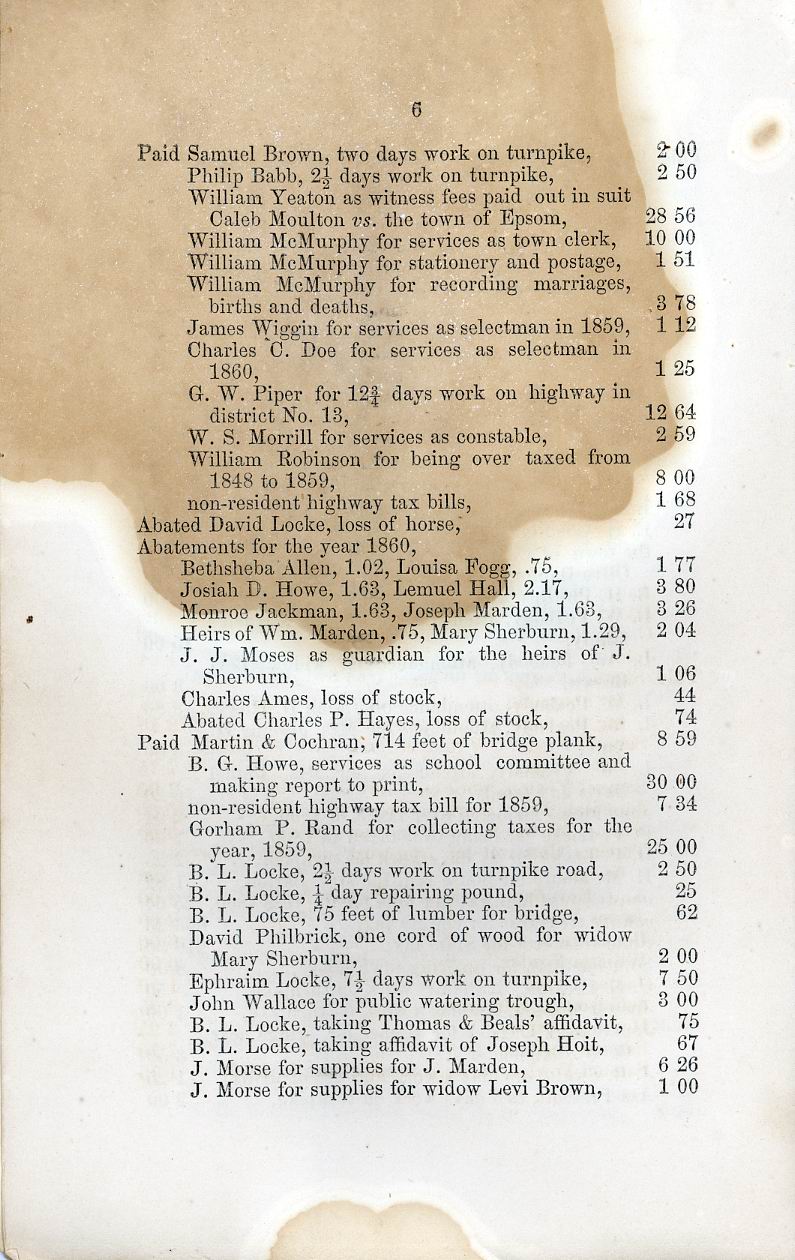 6
Paid Samuel Brown, two days work on turnpike, 2 00
Philip Babb, 2½ days work on turnpike, 2 50
William Yeaton as witness fees paid out in suit
Caleb Moulton vs. the town of Epsom, 28 56
William McMurphy for services as town clerk, 10 00
William McMurphy for stationery and postage, 1 51
William McMurphy for recording marriages,
births and deaths, 3 78
James Wiggin for services as selectman in 1859, 1 12
Charles C. Doe for services as selectman in
1860, 1 25
G. W. Piper for 12¾ days work on highway in
district No. 13, 12 64
W. S. Morrill for services as constable, 2 59
William Robinson for being over taxed from
1848 to 1859, 8 00
non-resident highway tax bills, 1 68
Abated David Locke, loss of horse, 27
Abatements for the year 1860,
Bethsheba Allen, 1.02, Louisa Fogg, .75, 1 77
Josiah D. Howe, 1.63, Lemuel Hall, 2.17, 3 80
Monroe Jackman, 1.63, Joseph Marden, 1.63, 3 26
Heirs of Wm. Marden, .75, Mary Sherburn, 1.29, 2 04
J. J. Moses as guardian for the heirs of J.
Sherburn, 1 06
Charles Ames, loss of stock, 44
Abated Charles P. Hayes, loss of stock, 74
Paid Martin & Cochran, 714 feet of bridge plank, 8 59
B. G. Howe, services as school committee and
making report to print, 30 00
non-resident highway tax bill for 1859, 7 34
Gorham P. Rand for collecting taxes for the
year, 1859, 25 00
B. L. Locke, 2½ days work on turnpike road, 2 50
B. L. Locke, ¼ day repairing pound, 25
B. L. Locke, 75 feet of lumber for bridge, 62
David Philbrick, one cord of wood for widow
Mary Sherburn, 2 00
Ephraim Locke, 7½ days work on turnpike, 7 50
John Wallace for public watering trough, 3 00
B. L. Locke, taking Thomas & Beals' affidavit, 75
B. L. Locke, taking affidavit of Joseph Hoit, 67
J. Morse for supplies for J. Marden, 6 26
J. Morse for supplies for widow Levi Brown, 1 00